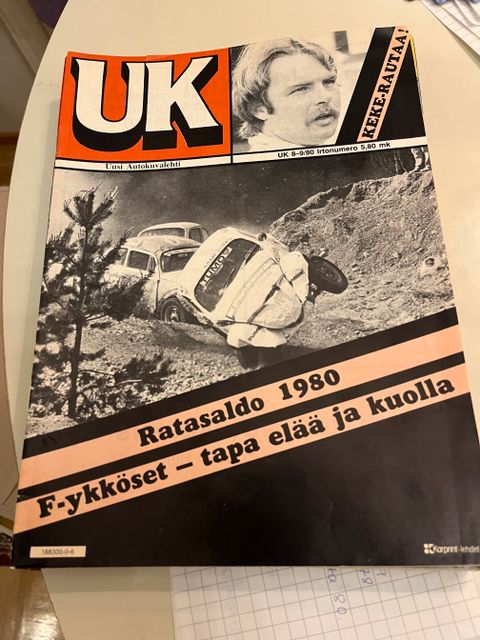 UK
Uusi Autokuvalehti
KEKE-RAUTAA!
UK 8-9/80 Irtonumero 5,80 mk
Ratasaldo 1980
F-ykköset – tapa elää ja kuolla
188300-0-8
Karprint-lehdet